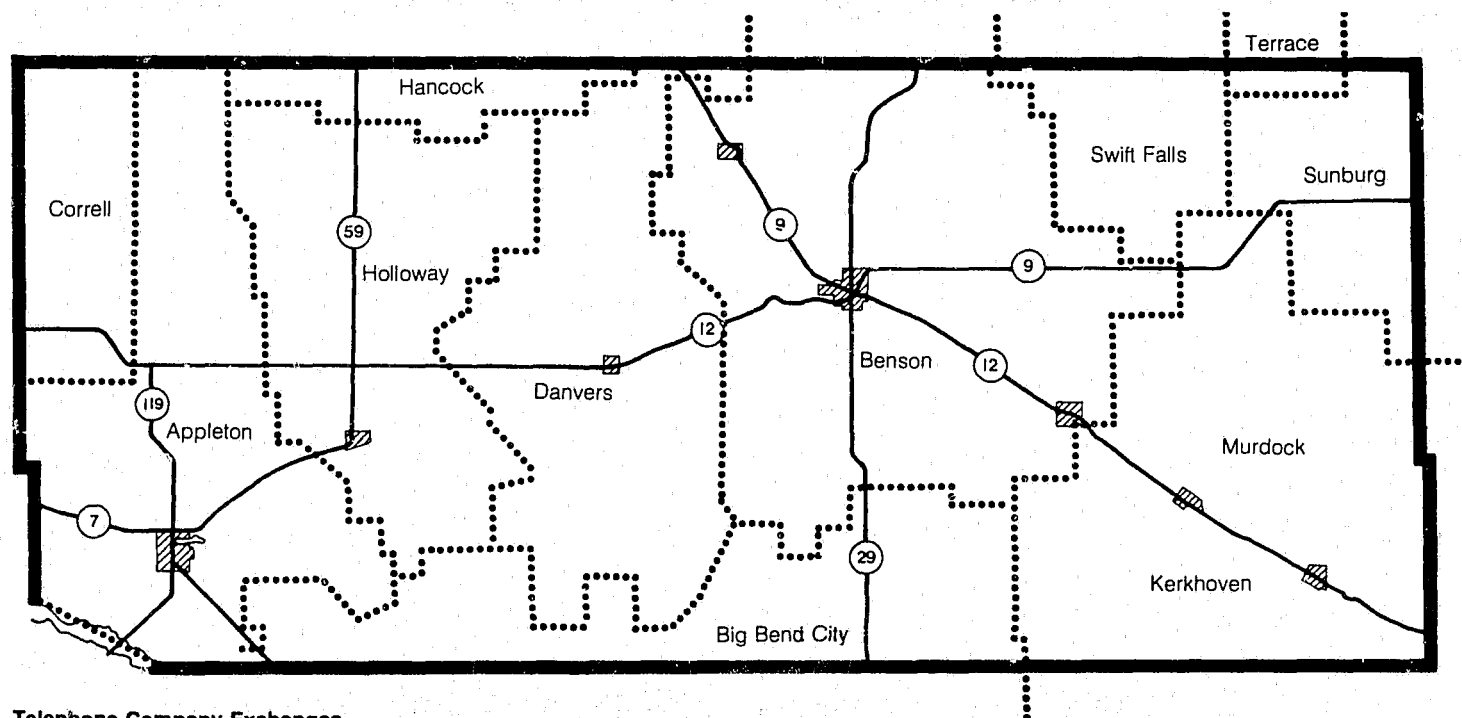 Terrace
Hancock
Swift Falls
Sunburg
Correll
59
9
Holloway
9
12
Benson
12
Danvers
119
Appleton
Murdock
7
29
Kerkhoven
Big Bend City
Telephone Company Exchanges